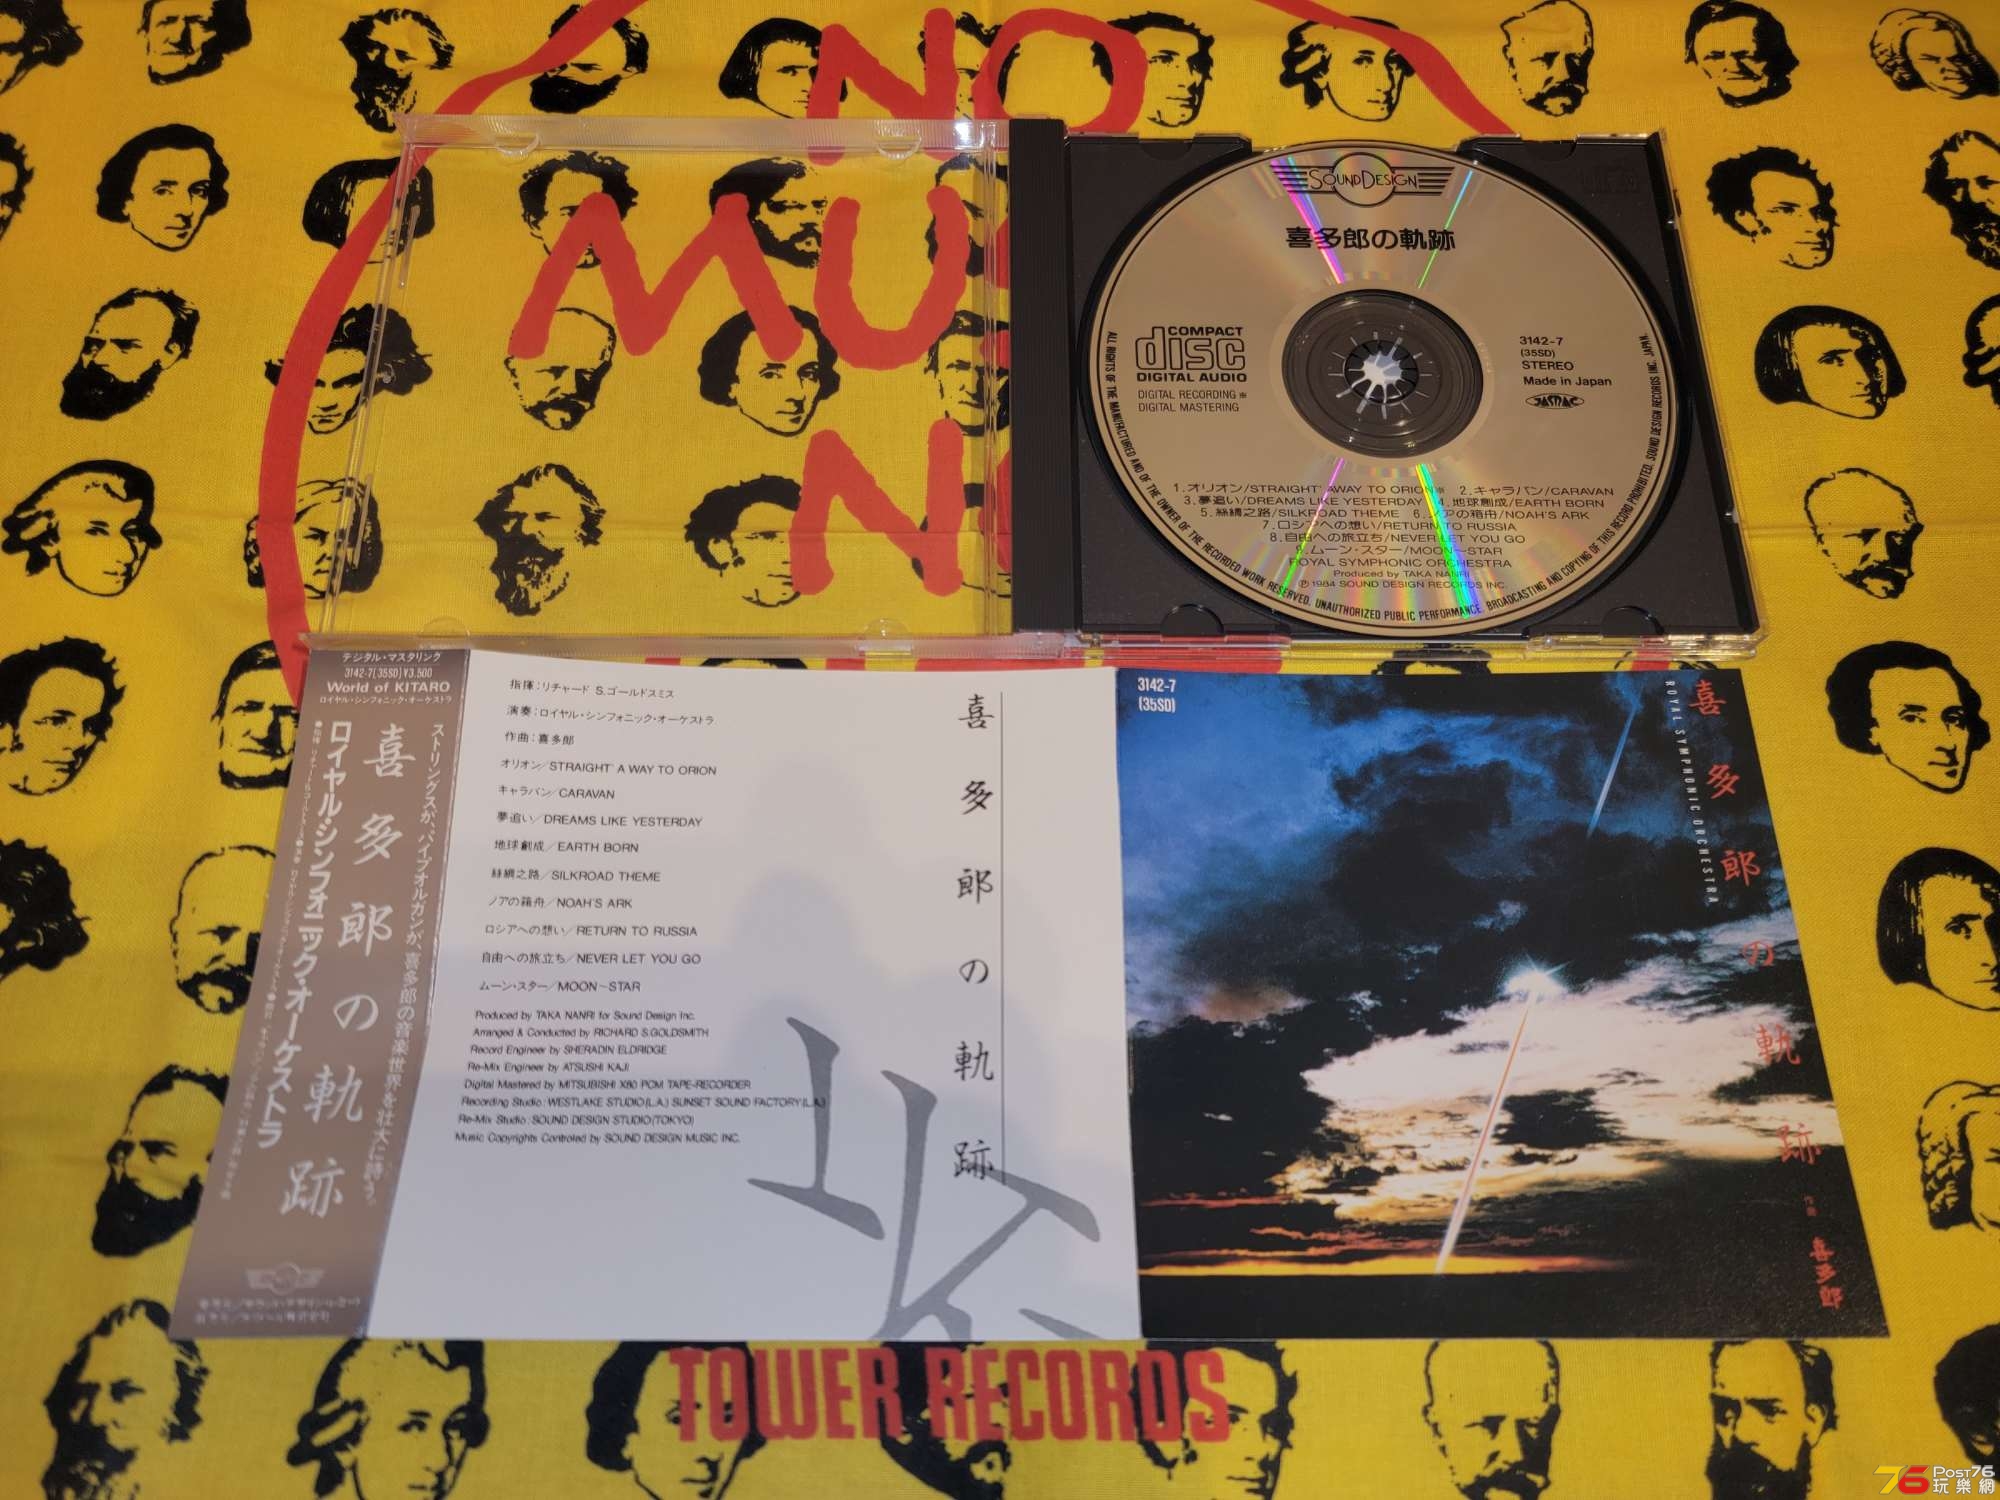 NO
MUS
NO
SOUND DESIGN
喜多郎の軌跡
COMPACT
disc
DIGITAL AUDIO
DIGITAL RECORDING※
DIGITAL MASTERING
3142-7
(35SD)
STEREO
Made in Japan
JASRAC
1.オリオン/STRAIGHT' AWAY TO ORION※ 2.キャラバン/CARAVAN
3.夢追い/DREAMS LIKE YESTERDAY 4.地球創成/EARTH BORN
5.絲綢之路/SILKROAD THEME 6.ノアの箱舟/NOAH'S ARK
7.ロシアへの想い/RETURN TO RUSSIA
8.自由への旅立ち/NEVER LET YOU GO
9.ムーン・スター/MOON-STAR
ROYAL SYMPHONIC ORCHESTRA
Produced by TAKA NANRI
℗1984 SOUND DESIGN RECORDS INC.
ALL RIGHTS OF THE MANUFACTURED AND OF THE OWNER OF THE RECORDED WORK RESERVED. UNAUTHORIZED PUBLIC PERFORMANCE. BROADCASTING AND COPYING OF THIS RECORD PROHIBITED. SOUND DESIGN RECORDS INC. JAPAN.
デジタル・マスタリング
3142-7(35SD)¥3,500
World of KITARO
ロイヤル・シンフォニック・オーケストラ
ストリングスが、パイプオルガンが、喜多郎の音楽世界を壮大に詩う。
喜多郎の軌跡
ロイヤル・シンフォニック・オーケストラ
指揮：リチャード S.ゴールドスミス
演奏：ロイヤル・シンフォニック・オーケストラ
作曲：喜多郎
オリオン/STRAIGHT' A WAY TO ORION
キャラバン/CARAVAN
夢追い/DREAMS LIKE YESTERDAY
地球創成/EARTH BORN
絲綢之路/SILKROAD THEME
ノアの箱舟/NOAH'S ARK
ロシアへの想い/RETURN TO RUSSIA
自由への旅立ち/NEVER LET YOU GO
ムーン・スター/MOON~STAR
Produced by TAKA NANRI for Sound Design Inc.
Arranged & Conducted by RICHARD S.GOLDSMITH
Record Engineer by SHERADIN ELDRIDGE
Re-Mix Engineer by ATSUSHI KAJI
Digital Mastered by MITSUBISHI X80 PCM TAPE-RECORDER
Recording Studio: WESTLAKE STUDIO(L.A.) SUNSET SOUND FACTORY(L.A.)
Re-Mix Studio: SOUND DESIGN STUDIO(TOKYO)
Music Copyrights Controled by SOUND DESIGN MUSIC INC.
喜多郎の軌跡
3142-7
(35SD)
喜多郎の軌跡
ROYAL SYMPHONIC ORCHESTRA
作曲 喜多郎
TOWER RECORDS
76 Post76
玩樂網